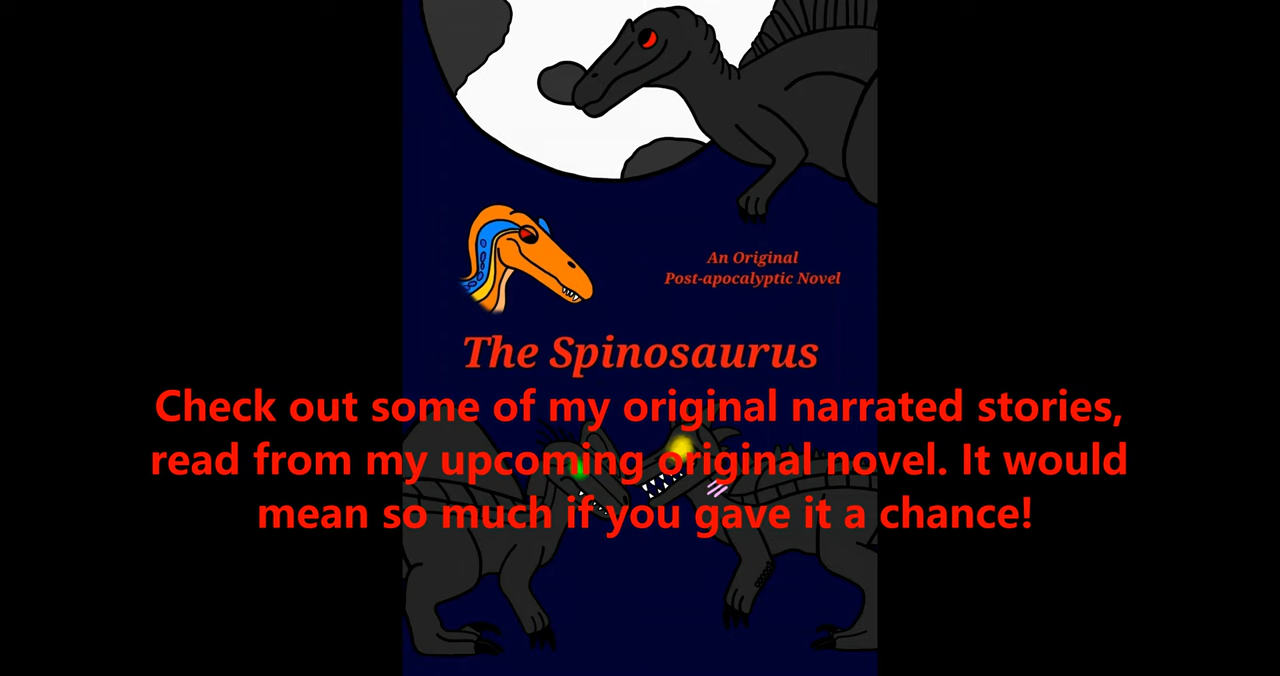 An Original
Post-apocalyptic Novel
The Spinosaurus
Check out some of my original narrated stories,
read from my upcoming original novel. It would
mean so much if you gave it a chance!